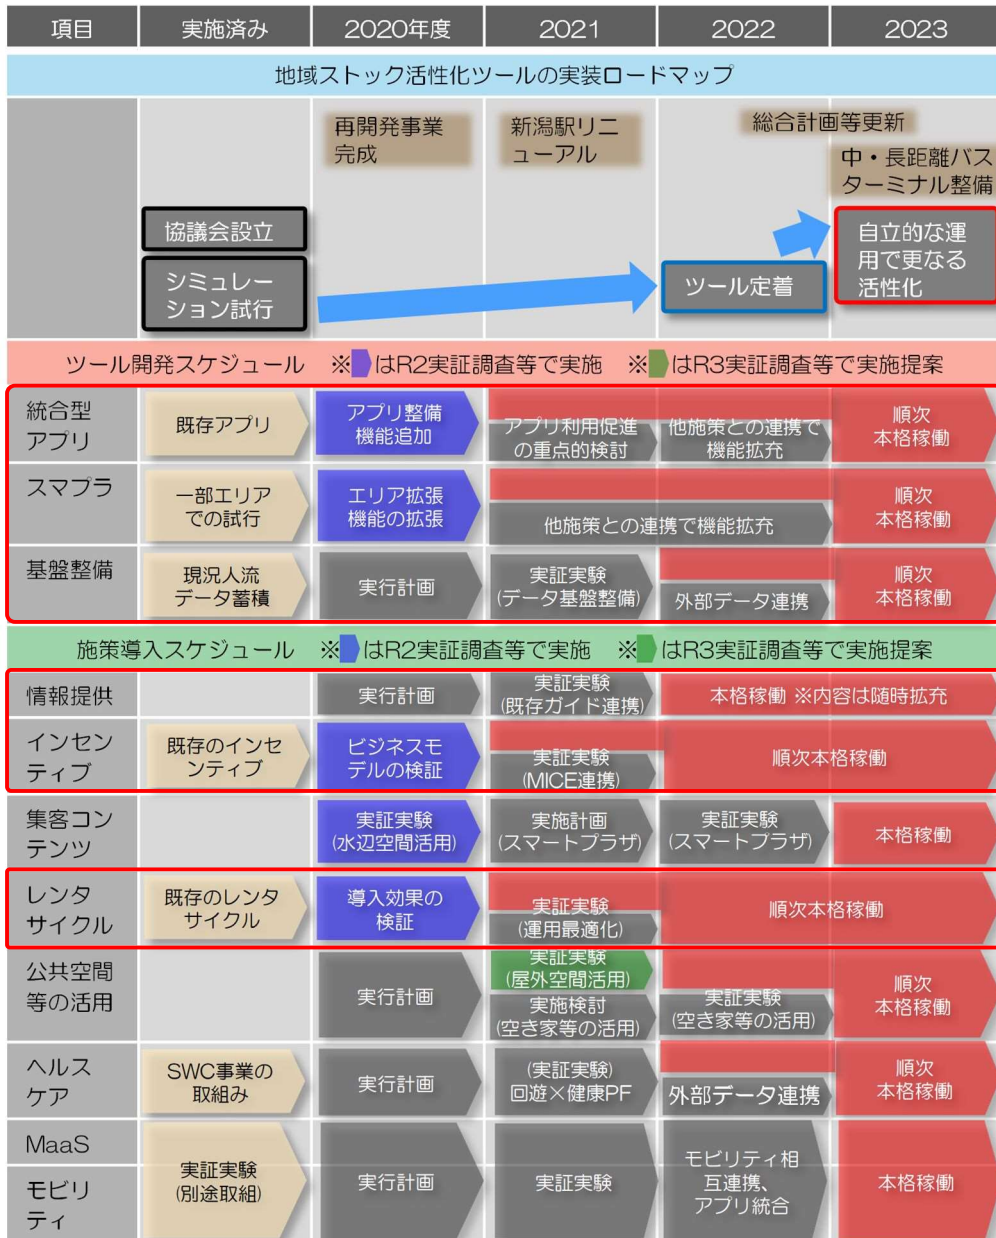 項目 実施済み 2020年度 2021 2022 2023
地域ストック活性化ツールの実装ロードマップ
再開発事業
完成
新潟駅リニ
ューアル
総合計画等更新
中・長距離バス
ターミナル整備
協議会設立
シミュレー
ション試行
ツール定着
自立的な運
用で更なる
活性化
ツール開発スケジュール ※はR2実証調査等で実施 ※はR3実証調査等で実施提案
統合型
アプリ
既存アプリ
アプリ整備
機能追加
アプリ利用促進
の重点的検討
他施策との連携で
機能拡充
順次
本格稼働
スマプラ
一部エリア
での試行
エリア拡張
機能の拡張
他施策との連携で機能拡充
順次
本格稼働
基盤整備
現況人流
データ蓄積
実行計画
実証実験
(データ基盤整備)
外部データ連携
順次
本格稼働
施策導入スケジュール ※はR2実証調査等で実施 ※はR3実証調査等で実施提案
情報提供
実行計画
実証実験
(既存ガイド連携)
本格稼働 ※内容は随時拡充
インセン
ティブ
既存のインセ
ンティブ
ビジネスモ
デルの検証
実証実験
(MICE連携)
順次本格稼働
集客コン
テンツ
実証実験
(水辺空間活用)
実施計画
(スマートプラザ)
実証実験
(スマートプラザ)
本格稼働
レンタ
サイクル
既存のレンタ
サイクル
導入効果の
検証
実証実験
(運用最適化)
順次本格稼働
公共空間
等の活用
実行計画
実証実験
(屋外空間活用)
実施検討
(空き家等の活用)
実証実験
(空き家等の活用)
順次
本格稼働
ヘルス
ケア
SWC事業の
取組み
実行計画
(実証実験)
回遊×健康PF
外部データ連携
順次
本格稼働
MaaS
モビリ
ティ
実証実験
(別途取組)
実行計画
実証実験
モビリティ相
互連携、
アプリ統合
本格稼働